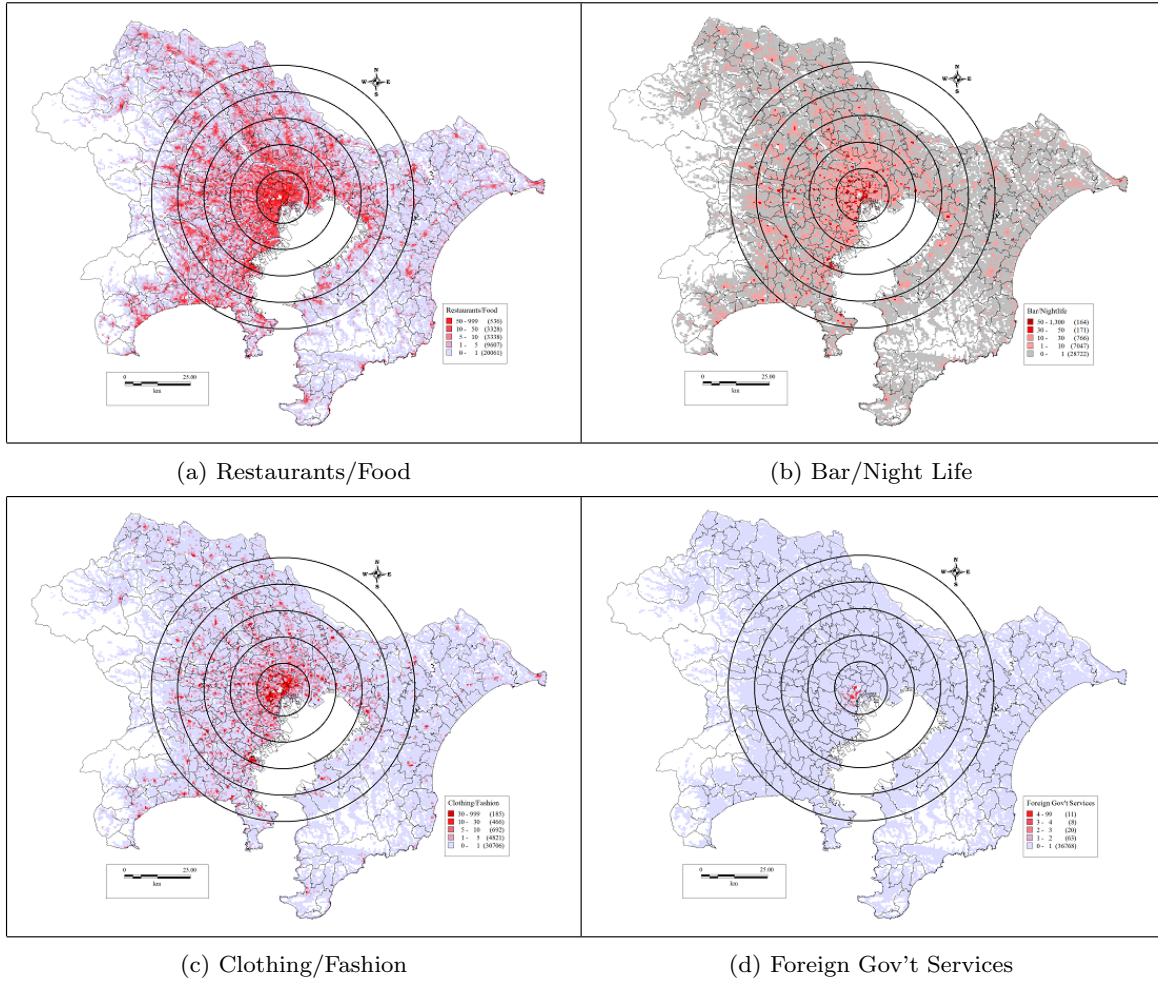 N
W E
S
Restaurants/Food
50 - 999 (536)
10 - 50 (3328)
5 - 10 (3338)
1 - 5 (9607)
0 - 1 (20061)
0 25.00
km
N
W E
S
Bar/Nightlife
50 - 1,300 (164)
30 - 50 (171)
10 - 30 (766)
1 - 10 (7047)
0 - 1 (28722)
0 25.00
km
(a) Restaurants/Food
(b) Bar/Night Life
N
W E
S
Clothing/Fashion
30 - 999 (185)
10 - 30 (466)
5 - 10 (692)
1 - 5 (4821)
0 - 1 (30706)
0 25.00
km
N
W E
S
Foreign Gov't Services
4 - 90 (11)
3 - 4 (8)
2 - 3 (20)
1 - 2 (63)
0 - 1 (36768)
0 25.00
km
(c) Clothing/Fashion
(d) Foreign Gov't Services